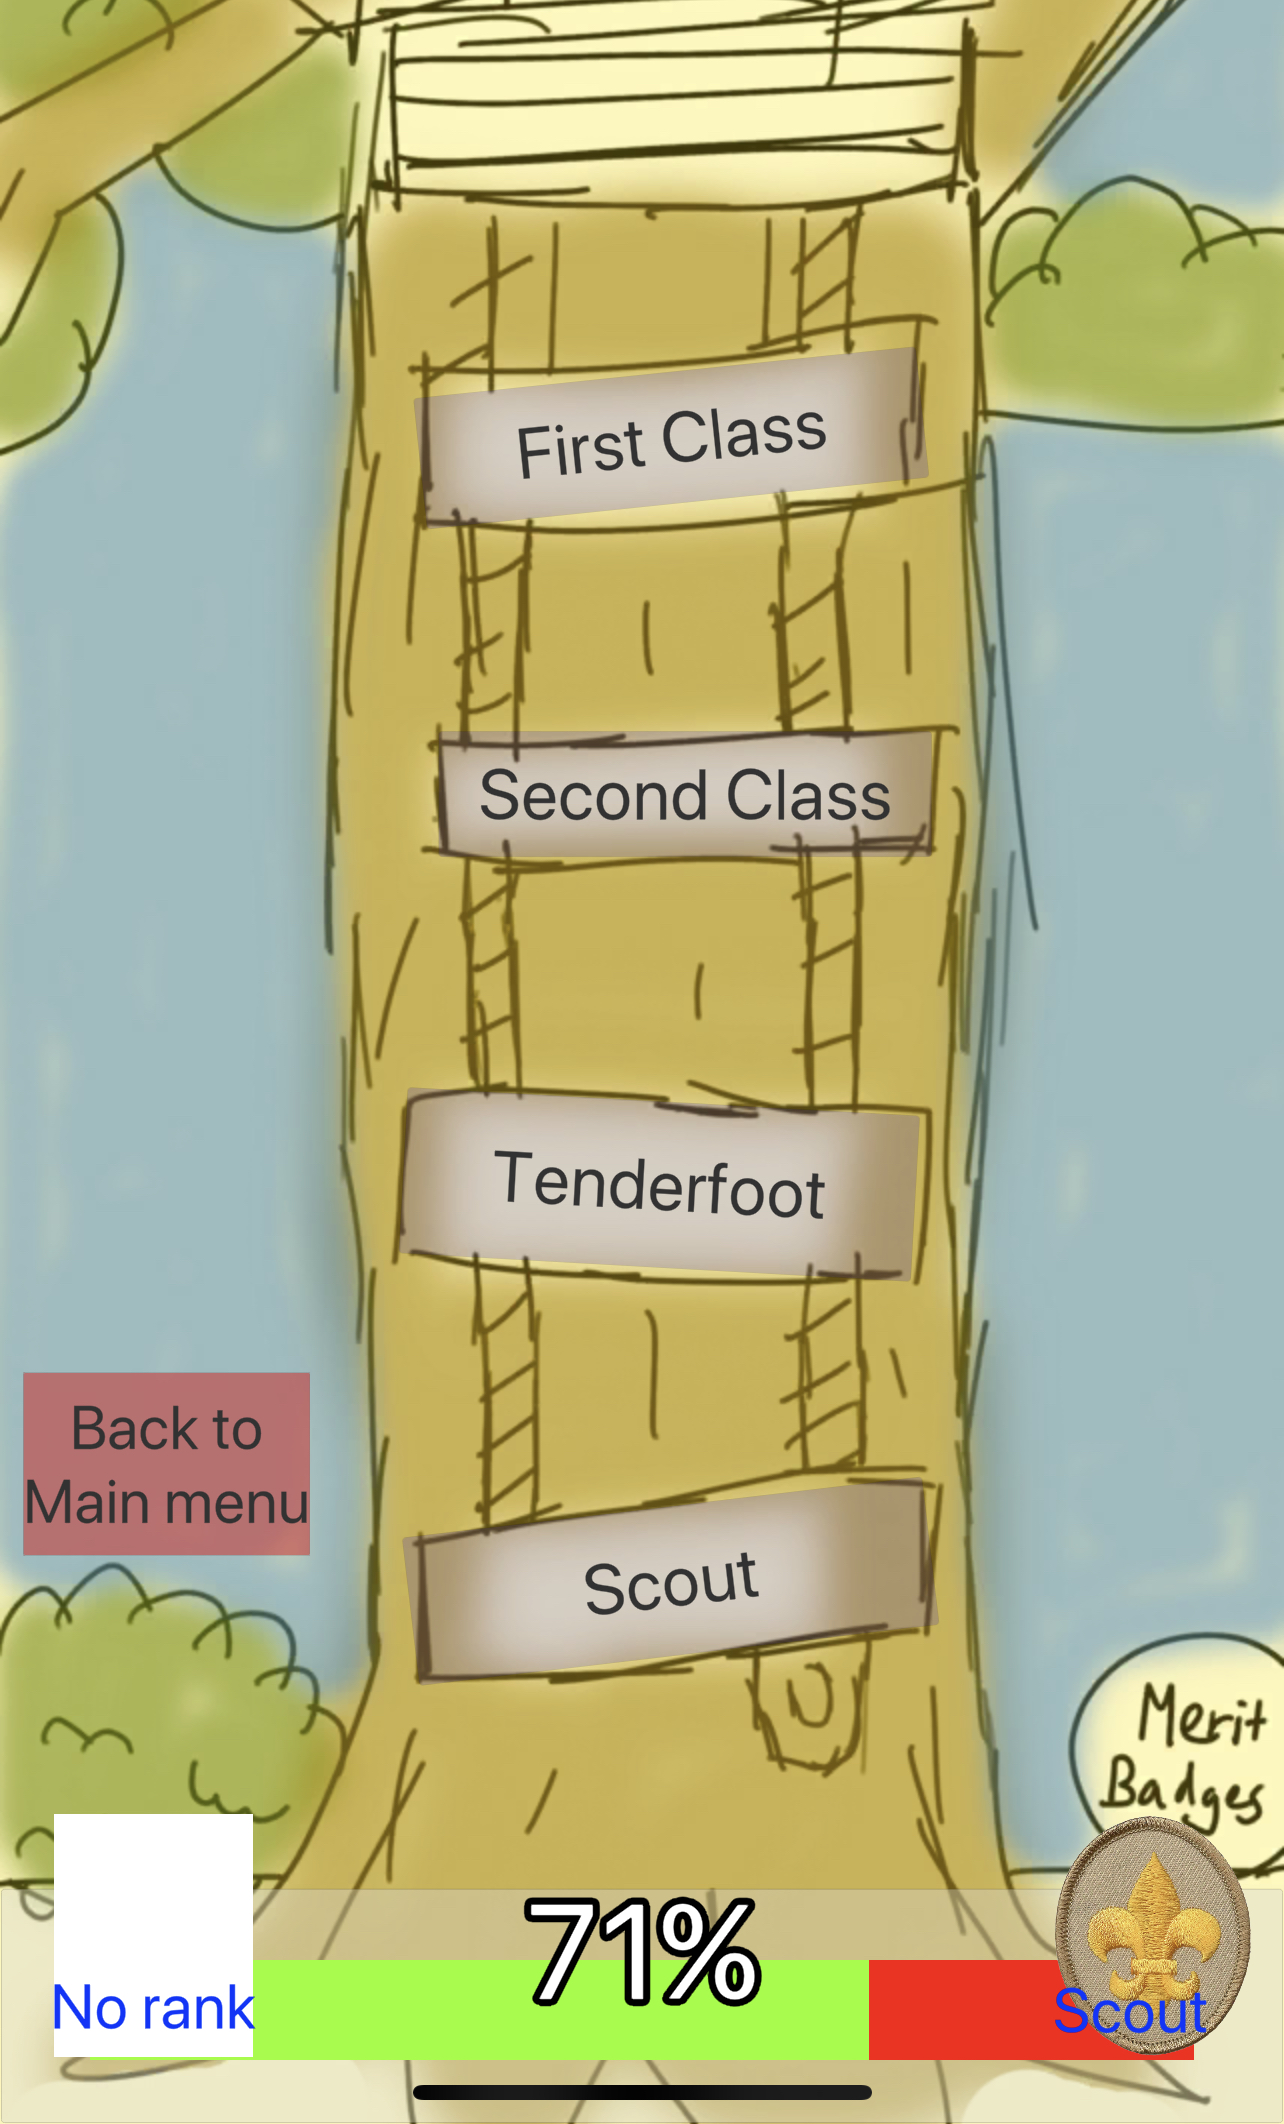 First Class
Second Class
Tenderfoot
Back to
Main menu
Scout
Merit
Badges
71%
No rank
Scout